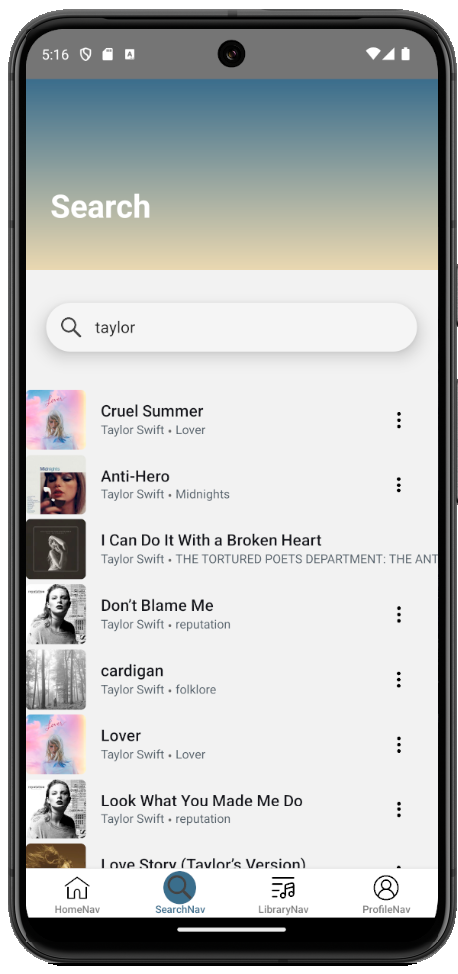 5:16
Search
taylor
Cruel Summer
Taylor Swift • Lover
Anti-Hero
Taylor Swift • Midnights
I Can Do It With a Broken Heart
Taylor Swift • THE TORTURED POETS DEPARTMENT: THE ANT
Don't Blame Me
Taylor Swift • reputation
cardigan
Taylor Swift • folklore
Lover
Taylor Swift • Lover
Look What You Made Me Do
Taylor Swift • reputation
Love Story (Taylor's Version)
HomeNav
SearchNav
LibraryNav
ProfileNav